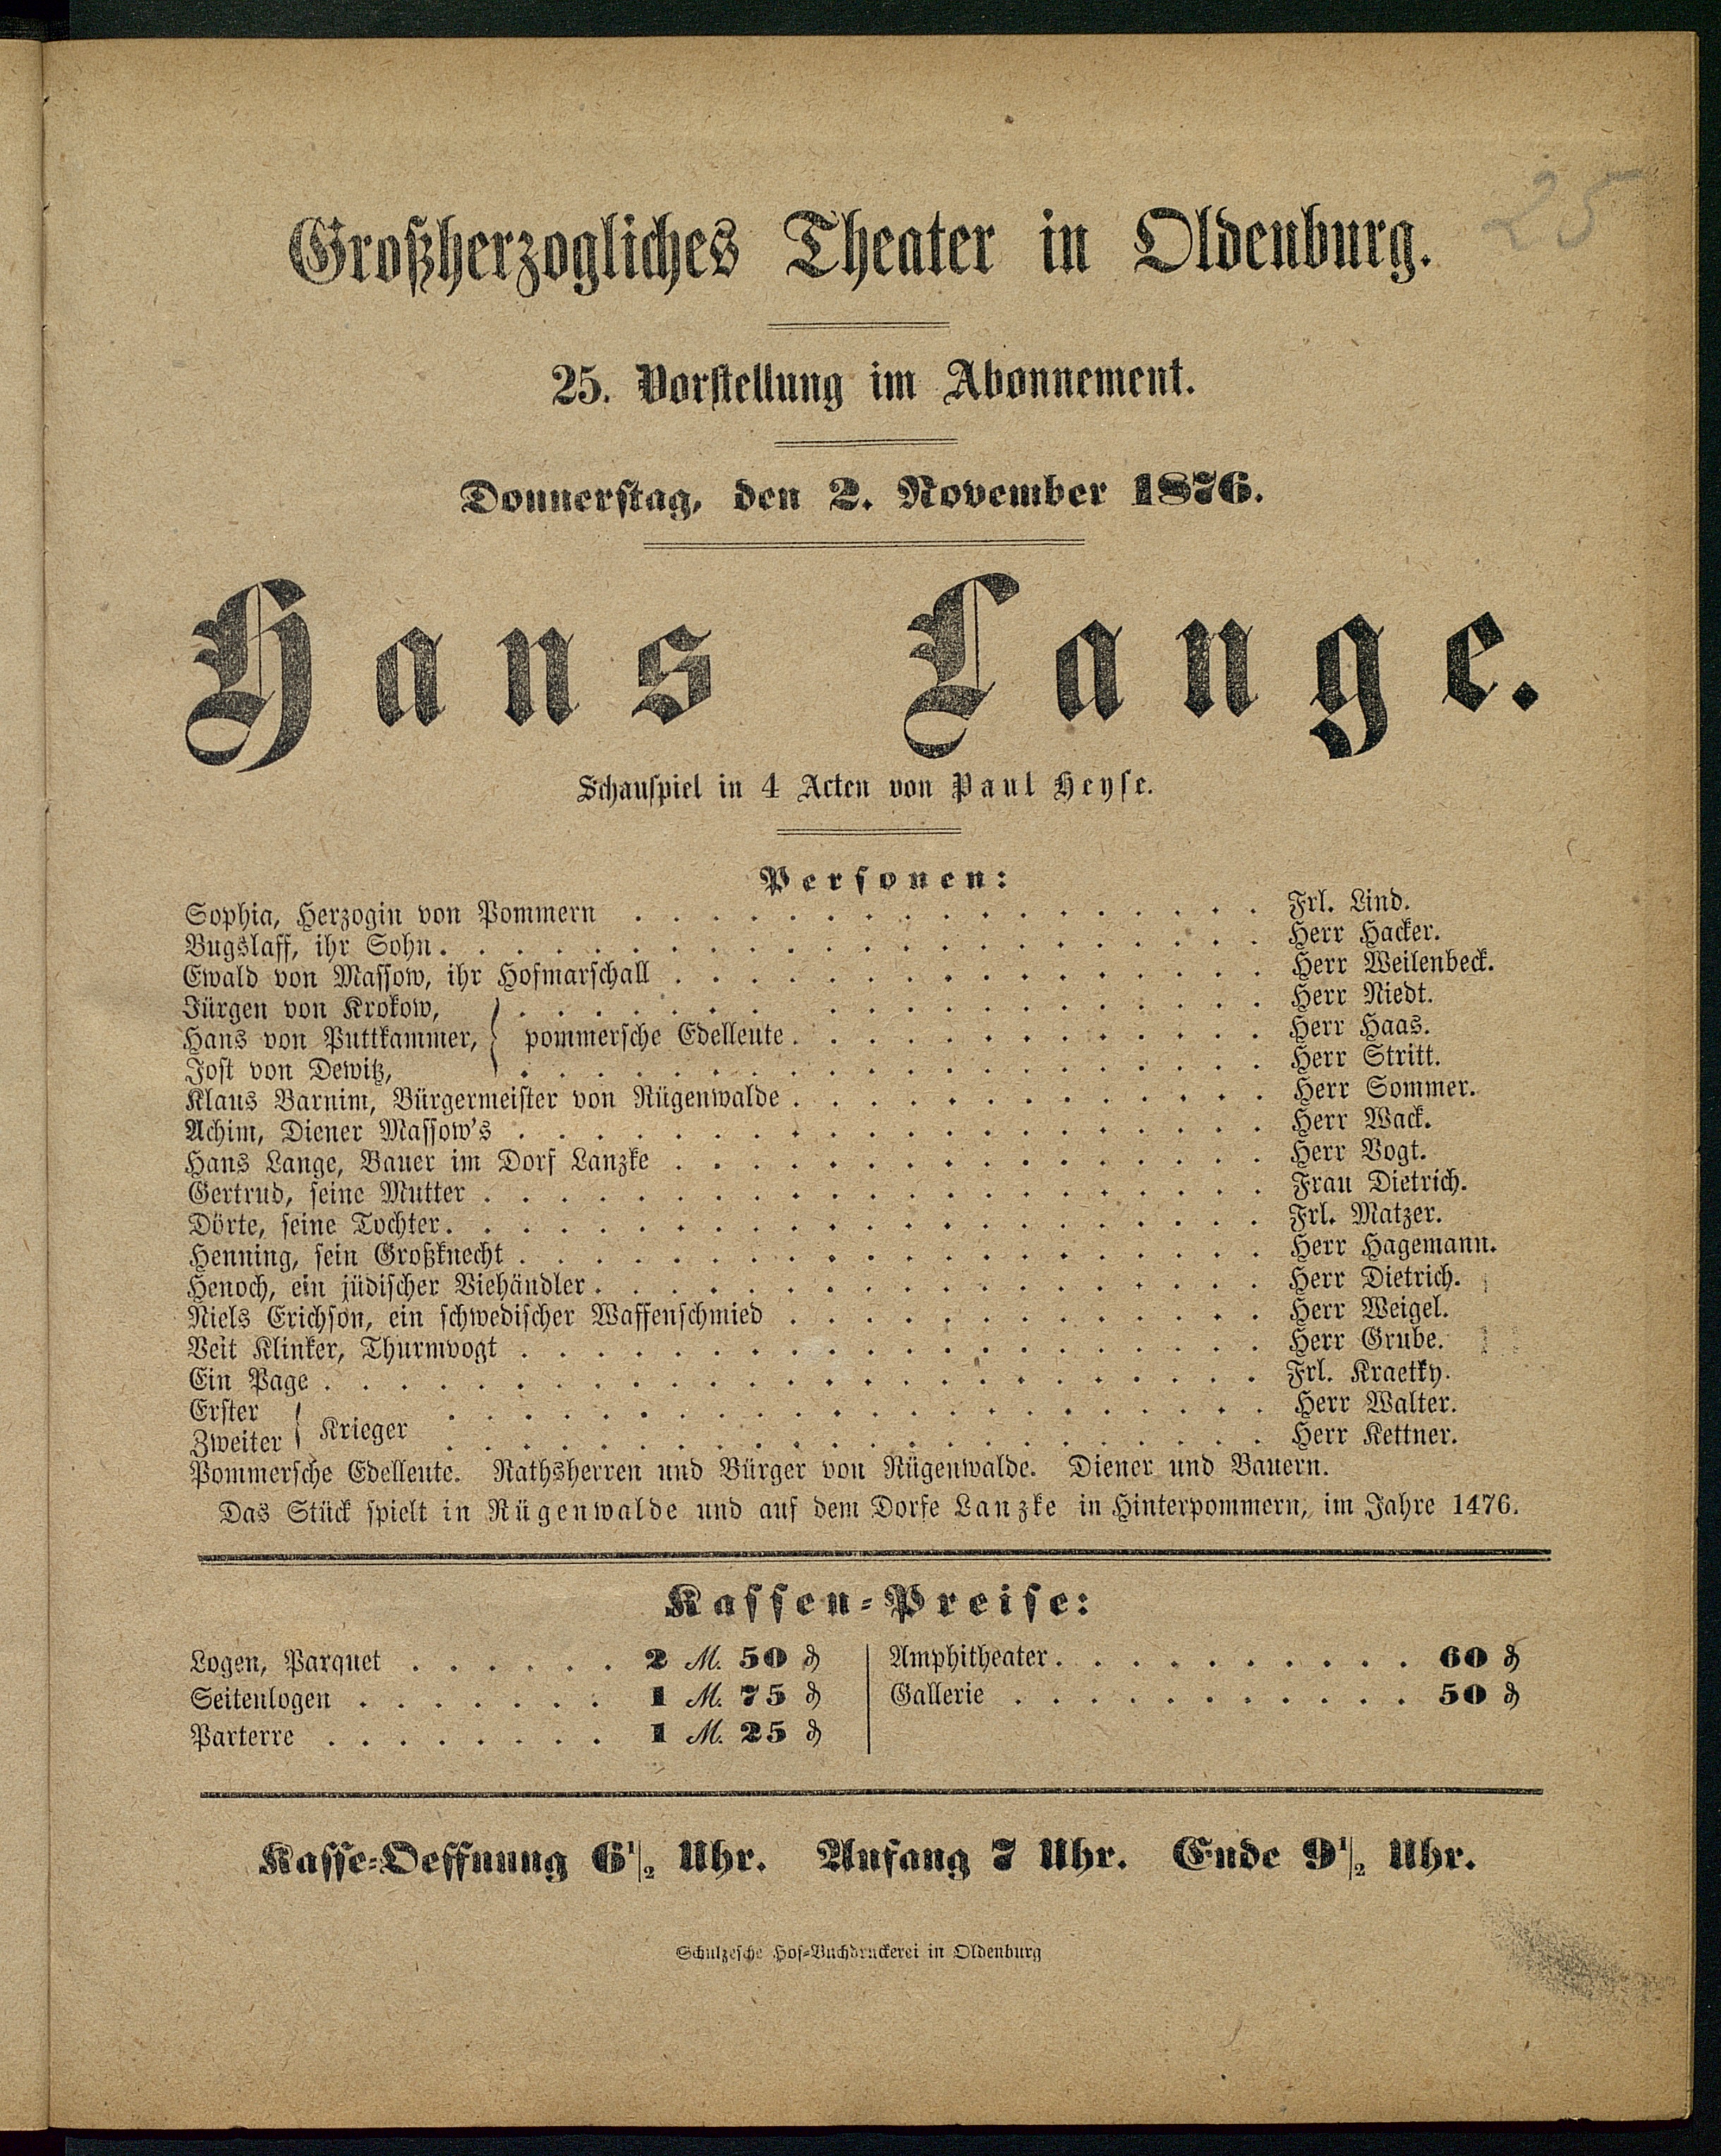 25
Großherzogliches Theater in Oldenburg.
25. Vorstellung im Abonnement.
Donnerstag, den 2. November 1876.
Hans Lange.
Schauspiel in 4 Acten von Paul Heyse.
Personen:
Sophia, Herzogin von Pommern . . . . . . . . . . . . . . . . Frl. Lind.
Bugslaff, ihr Sohn. . . . . . . . . . . . . . . . . . . . . Herr Hacker.
Ewald von Massow, ihr Hofmarschall . . . . . . . . . . . . . . . Herr Weilenbeck.
Jürgen von Krokow, . . . . . . . . . . . . . . . . . . . Herr Niedt.
Hans von Puttkammer, } pommersche Edelleute. . . . . . . . . . . . Herr Haas.
Jost von Dewitz, . . . . . . . . . . . . . . . . . . . Herr Stritt.
Klaus Barnim, Bürgermeister von Rügenwalde . . . . . . . . . . . . Herr Sommer.
Achim, Diener Massow's . . . . . . . . . . . . . . . . . . . Herr Wack.
Hans Lange, Bauer im Dorf Lanzke . . . . . . . . . . . . . . . Herr Vogt.
Gertrud, seine Mutter . . . . . . . . . . . . . . . . . . . . Frau Dietrich.
Dörte, seine Tochter. . . . . . . . . . . . . . . . . . . . . Frl. Matzer.
Henning, sein Großknecht . . . . . . . . . . . . . . . . . . . Herr Hagemann.
Henoch, ein jüdischer Viehändler. . . . . . . . . . . . . . . . . Herr Dietrich.
Niels Erichson, ein schwedischer Waffenschmied . . . . . . . . . . . . Herr Weigel.
Veit Klinker, Thurmvogt . . . . . . . . . . . . . . . . . . . Herr Grube.
Ein Page . . . . . . . . . . . . . . . . . . . . . . . . Frl. Kraetky.
Erster } Krieger . . . . . . . . . . . . . . . . . . . . . Herr Walter.
Zweiter . . . . . . . . . . . . . . . . . . . . . Herr Kettner.
Pommersche Edelleute. Rathsherren und Bürger von Rügenwalde. Diener und Bauern.
Das Stück spielt in Rügenwalde und auf dem Dorfe Lanzke in Hinterpommern, im Jahre 1476.
Kassen-Preise:
Logen, Parquet . . . . . . 2 M. 50 ₰
Seitenlogen . . . . . . . 1 M. 75 ₰
Parterre . . . . . . . . 1 M. 25 ₰
Amphitheater. . . . . . . . . . 60 ₰
Gallerie . . . . . . . . . . . 50 ₰
Kasse-Oeffnung 6 1/2 Uhr. Anfang 7 Uhr. Ende 9 1/2 Uhr.
Schulzesche Hof-Buchdruckerei in Oldenburg